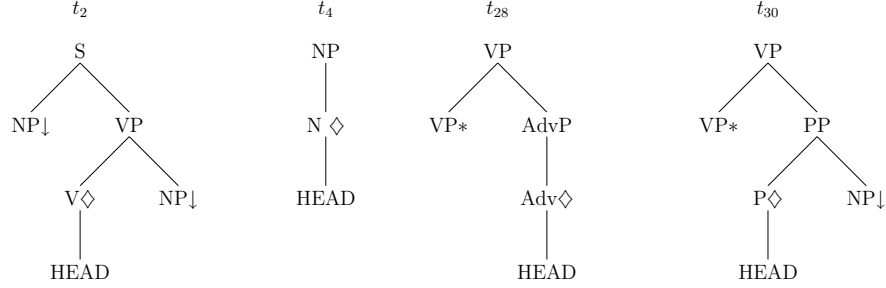 t₂ t₄ t₂₈ t₃₀
S NP VP VP
NP↓ VP N ◇ VP∗ AdvP VP∗ PP
V◇ NP↓ HEAD Adv◇ P◇ NP↓
HEAD HEAD HEAD